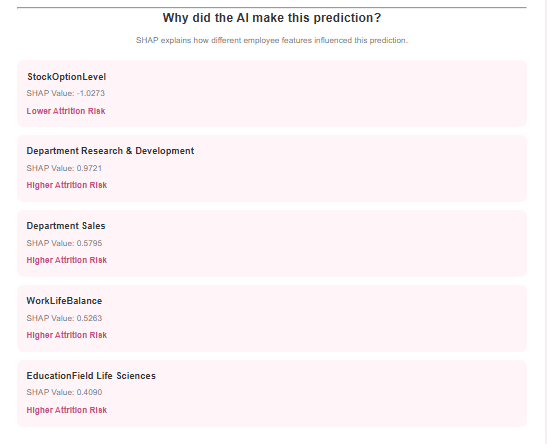 Why did the AI make this prediction?
SHAP explains how different employee features influenced this prediction.
StockOptionLevel
SHAP Value: -1.0273
Lower Attrition Risk
Department Research & Development
SHAP Value: 0.9721
Higher Attrition Risk
Department Sales
SHAP Value: 0.5795
Higher Attrition Risk
WorkLifeBalance
SHAP Value: 0.5263
Higher Attrition Risk
EducationField Life Sciences
SHAP Value: 0.4090
Higher Attrition Risk